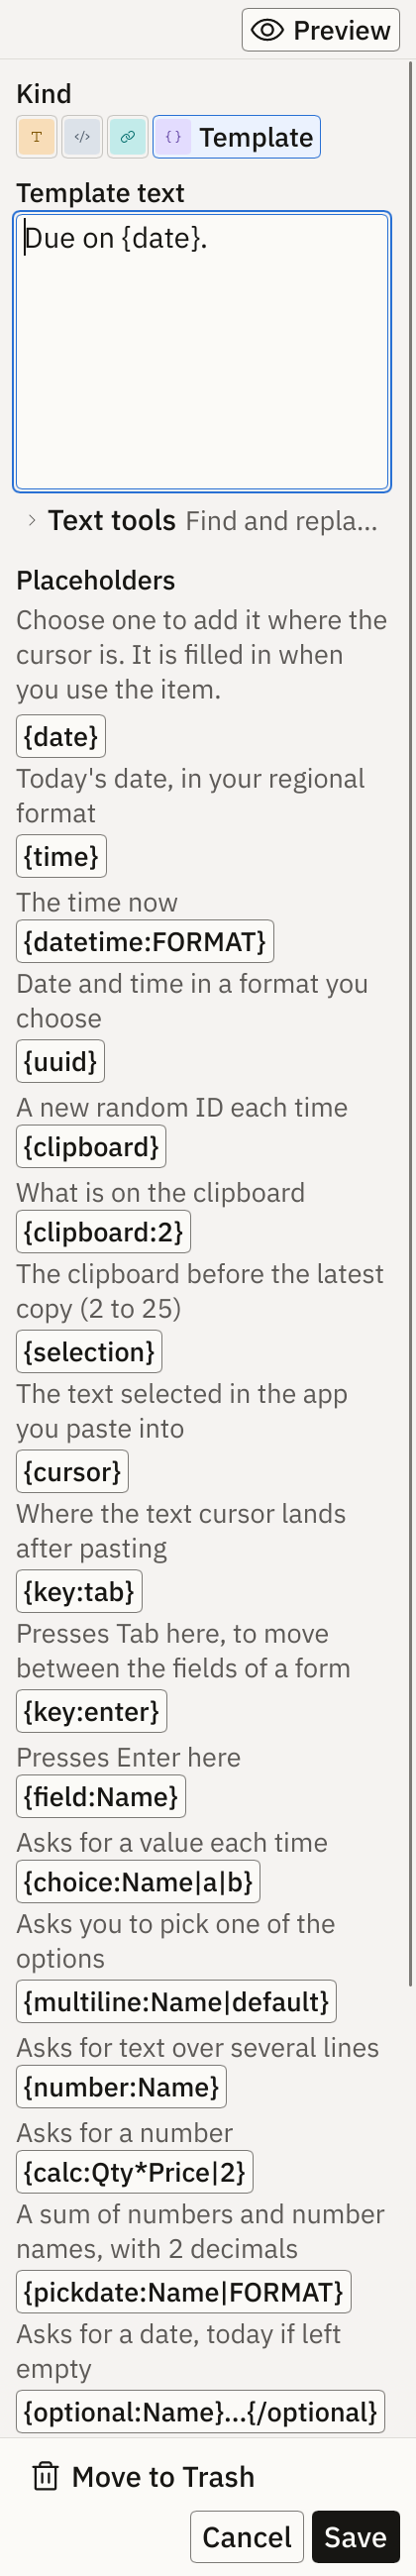 Preview
Kind
T </> { } Template
Template text
Due on {date}.
Text tools Find and repla...
Placeholders
Choose one to add it where the
cursor is. It is filled in when
you use the item.
{date}
Today's date, in your regional
format
{time}
The time now
{datetime:FORMAT}
Date and time in a format you
choose
{uuid}
A new random ID each time
{clipboard}
What is on the clipboard
{clipboard:2}
The clipboard before the latest
copy (2 to 25)
{selection}
The text selected in the app
you paste into
{cursor}
Where the text cursor lands
after pasting
{key:tab}
Presses Tab here, to move
between the fields of a form
{key:enter}
Presses Enter here
{field:Name}
Asks for a value each time
{choice:Name|a|b}
Asks you to pick one of the
options
{multiline:Name|default}
Asks for text over several lines
{number:Name}
Asks for a number
{calc:Qty*Price|2}
A sum of numbers and number
names, with 2 decimals
{pickdate:Name|FORMAT}
Asks for a date, today if left
empty
{optional:Name}...{/optional}
Move to Trash
Cancel Save